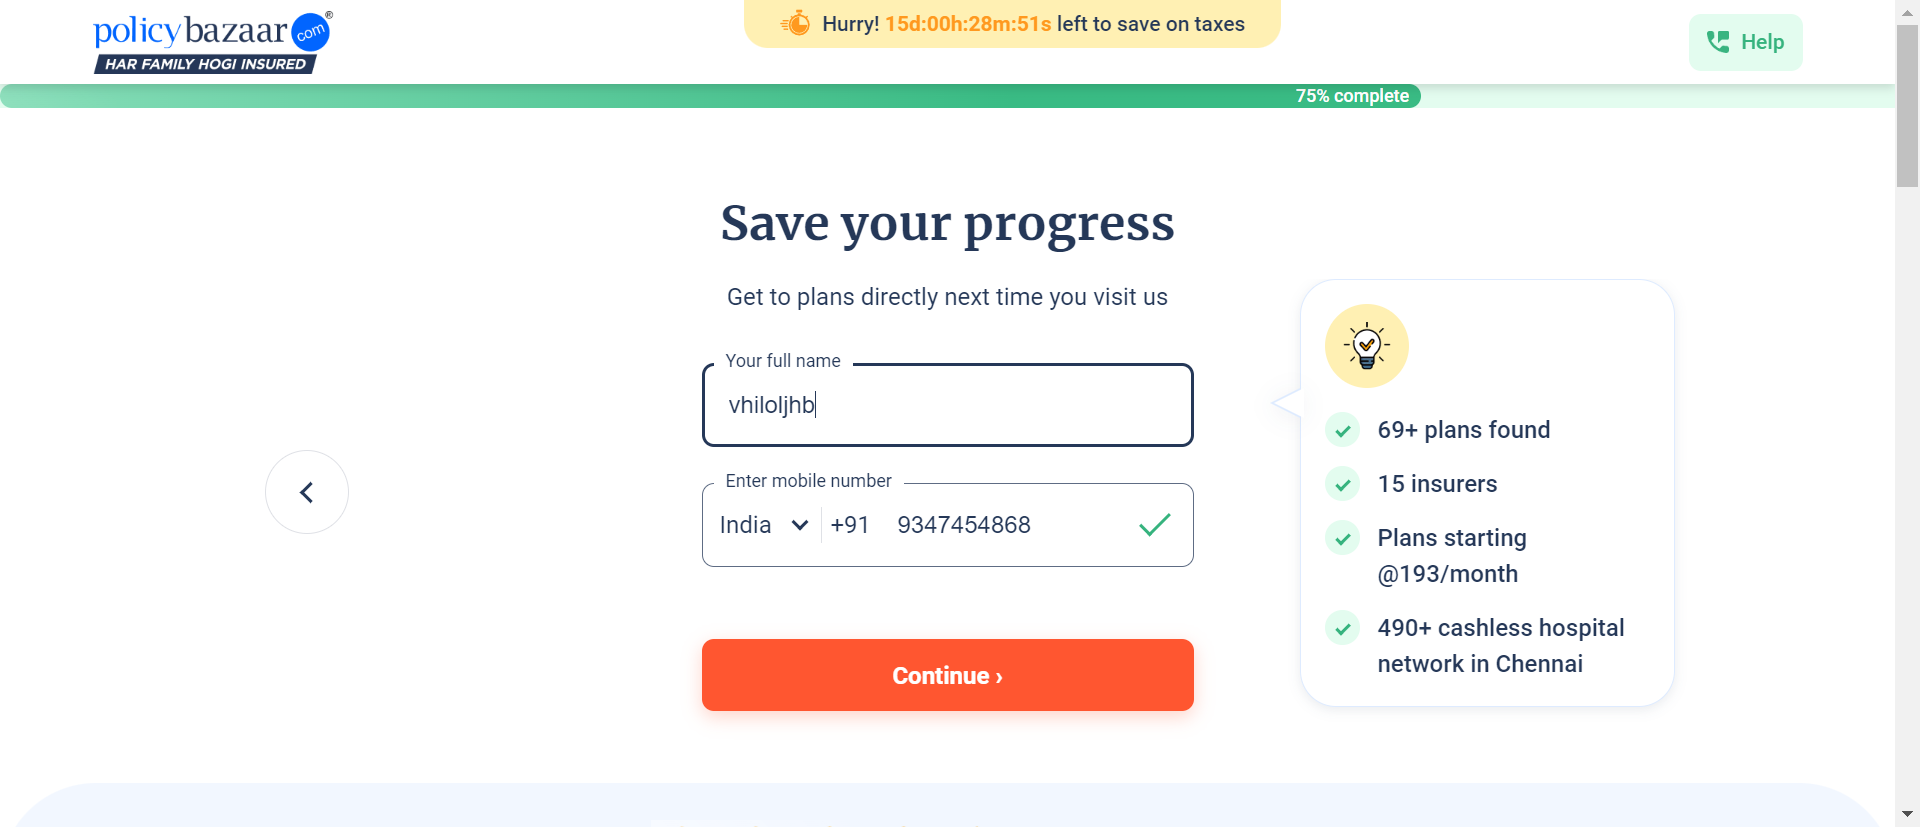 policybazaar com ®
HAR FAMILY HOGI INSURED
Hurry! 15d:00h:28m:51s left to save on taxes
Help
75% complete
Save your progress
Get to plans directly next time you visit us
Your full name
vhiloljhb
Enter mobile number
India +91 9347454868
Continue ›
69+ plans found
15 insurers
Plans starting
@193/month
490+ cashless hospital
network in Chennai